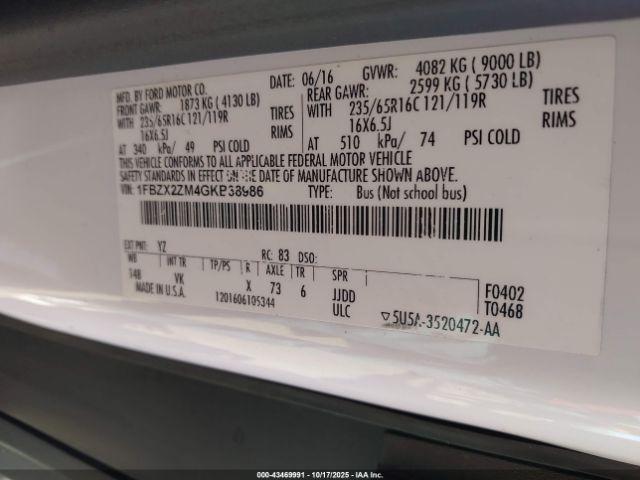 MFD. BY FORD MOTOR CO.
DATE: 06/16 GVWR: 4082 KG ( 9000 LB)
FRONT GAWR: 1873 KG ( 4130 LB) REAR GAWR: 2599 KG ( 5730 LB)
WITH 235/65R16C 121/119R TIRES WITH 235/65R16C 121/119R TIRES
16X6.5J RIMS 16X6.5J RIMS
AT 340 kPa/ 49 PSI COLD AT 510 kPa/ 74 PSI COLD
THIS VEHICLE CONFORMS TO ALL APPLICABLE FEDERAL MOTOR VEHICLE
SAFETY STANDARDS IN EFFECT ON THE DATE OF MANUFACTURE SHOWN ABOVE.
VIN: 1FBZX2ZM4GKP38986 TYPE: Bus (Not school Bus)
EXT PNT: YZ RC: 83 DSO:
WB INT TR TP/PS R AXLE TR SPR
148 VK X 73 6 JJDD F0402
MADE IN U.S.A. 1201606105344 ULC T0468
▽5U5A-3520472-AA
000-43469991 - 10/17/2025 - IAA Inc.